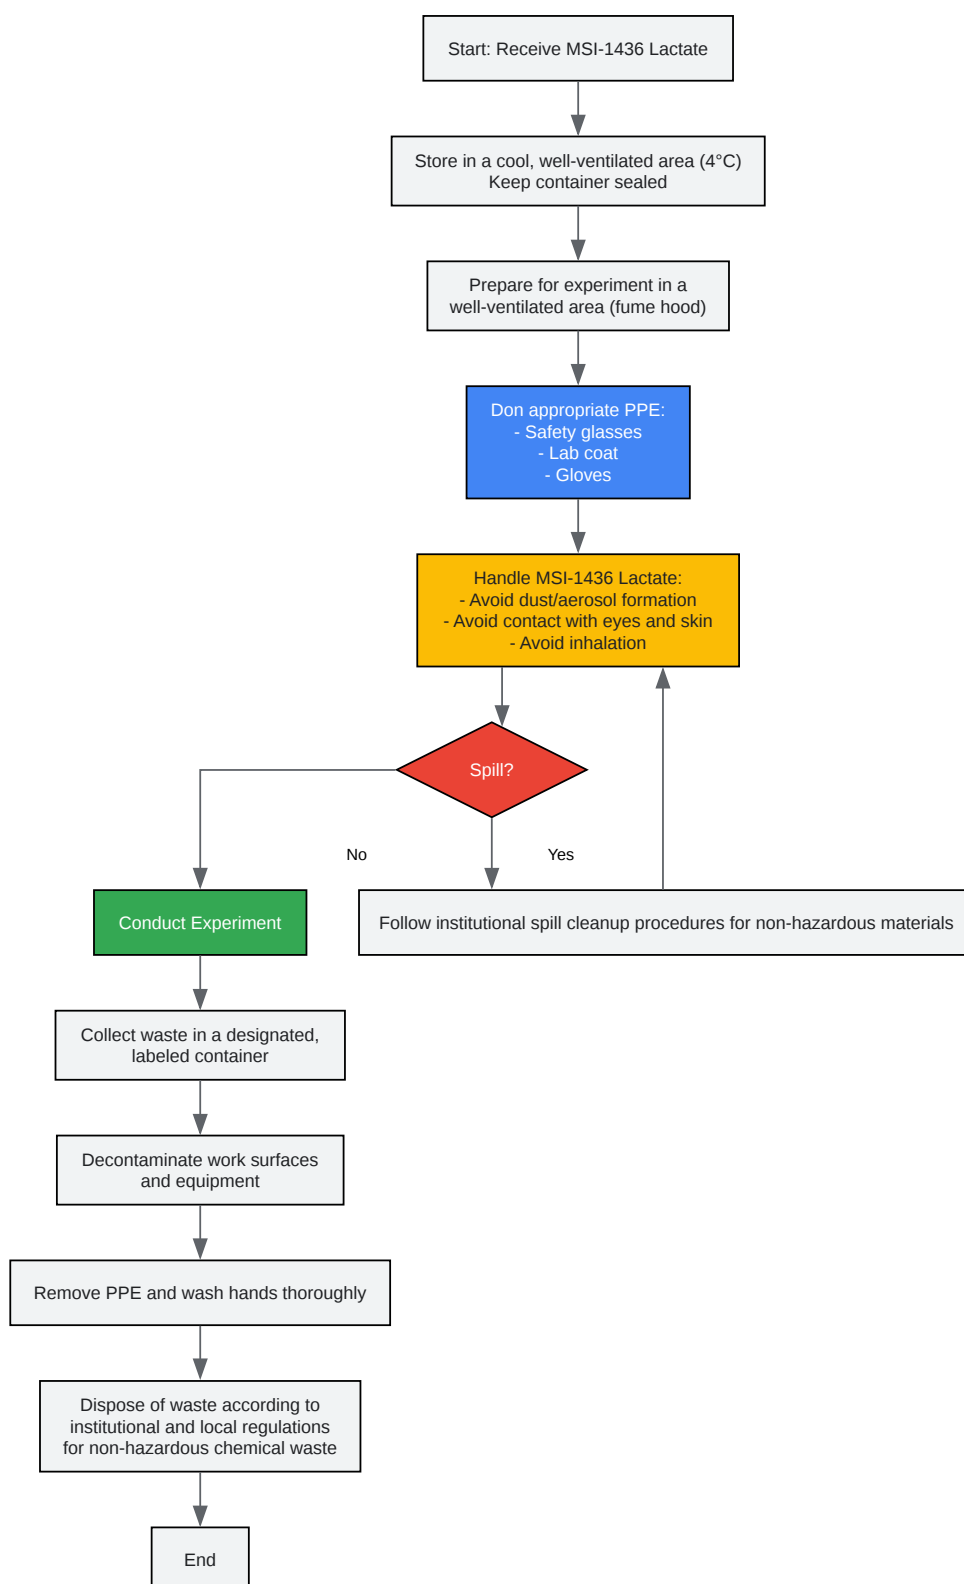 Start: Receive MSI-1436 Lactate
Store in a cool, well-ventilated area (4°C)
Keep container sealed
Prepare for experiment in a
well-ventilated area (fume hood)
Don appropriate PPE:
- Safety glasses
- Lab coat
- Gloves
Handle MSI-1436 Lactate:
- Avoid dust/aerosol formation
- Avoid contact with eyes and skin
- Avoid inhalation
Spill?
No
Yes
Conduct Experiment
Follow institutional spill cleanup procedures for non-hazardous materials
Collect waste in a designated,
labeled container
Decontaminate work surfaces
and equipment
Remove PPE and wash hands thoroughly
Dispose of waste according to
institutional and local regulations
for non-hazardous chemical waste
End